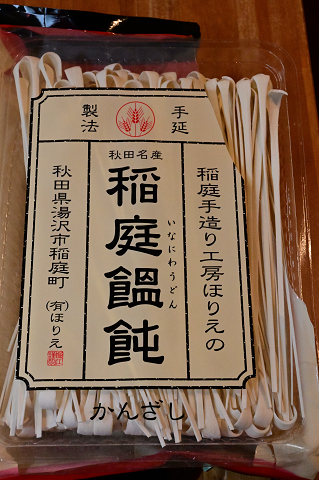 手延
製法
稲庭手造り工房ほりえの
秋田名産
稲庭饂飩
いなにわうどん
秋田県湯沢市稲庭町
(有)ほりえ
かんざし